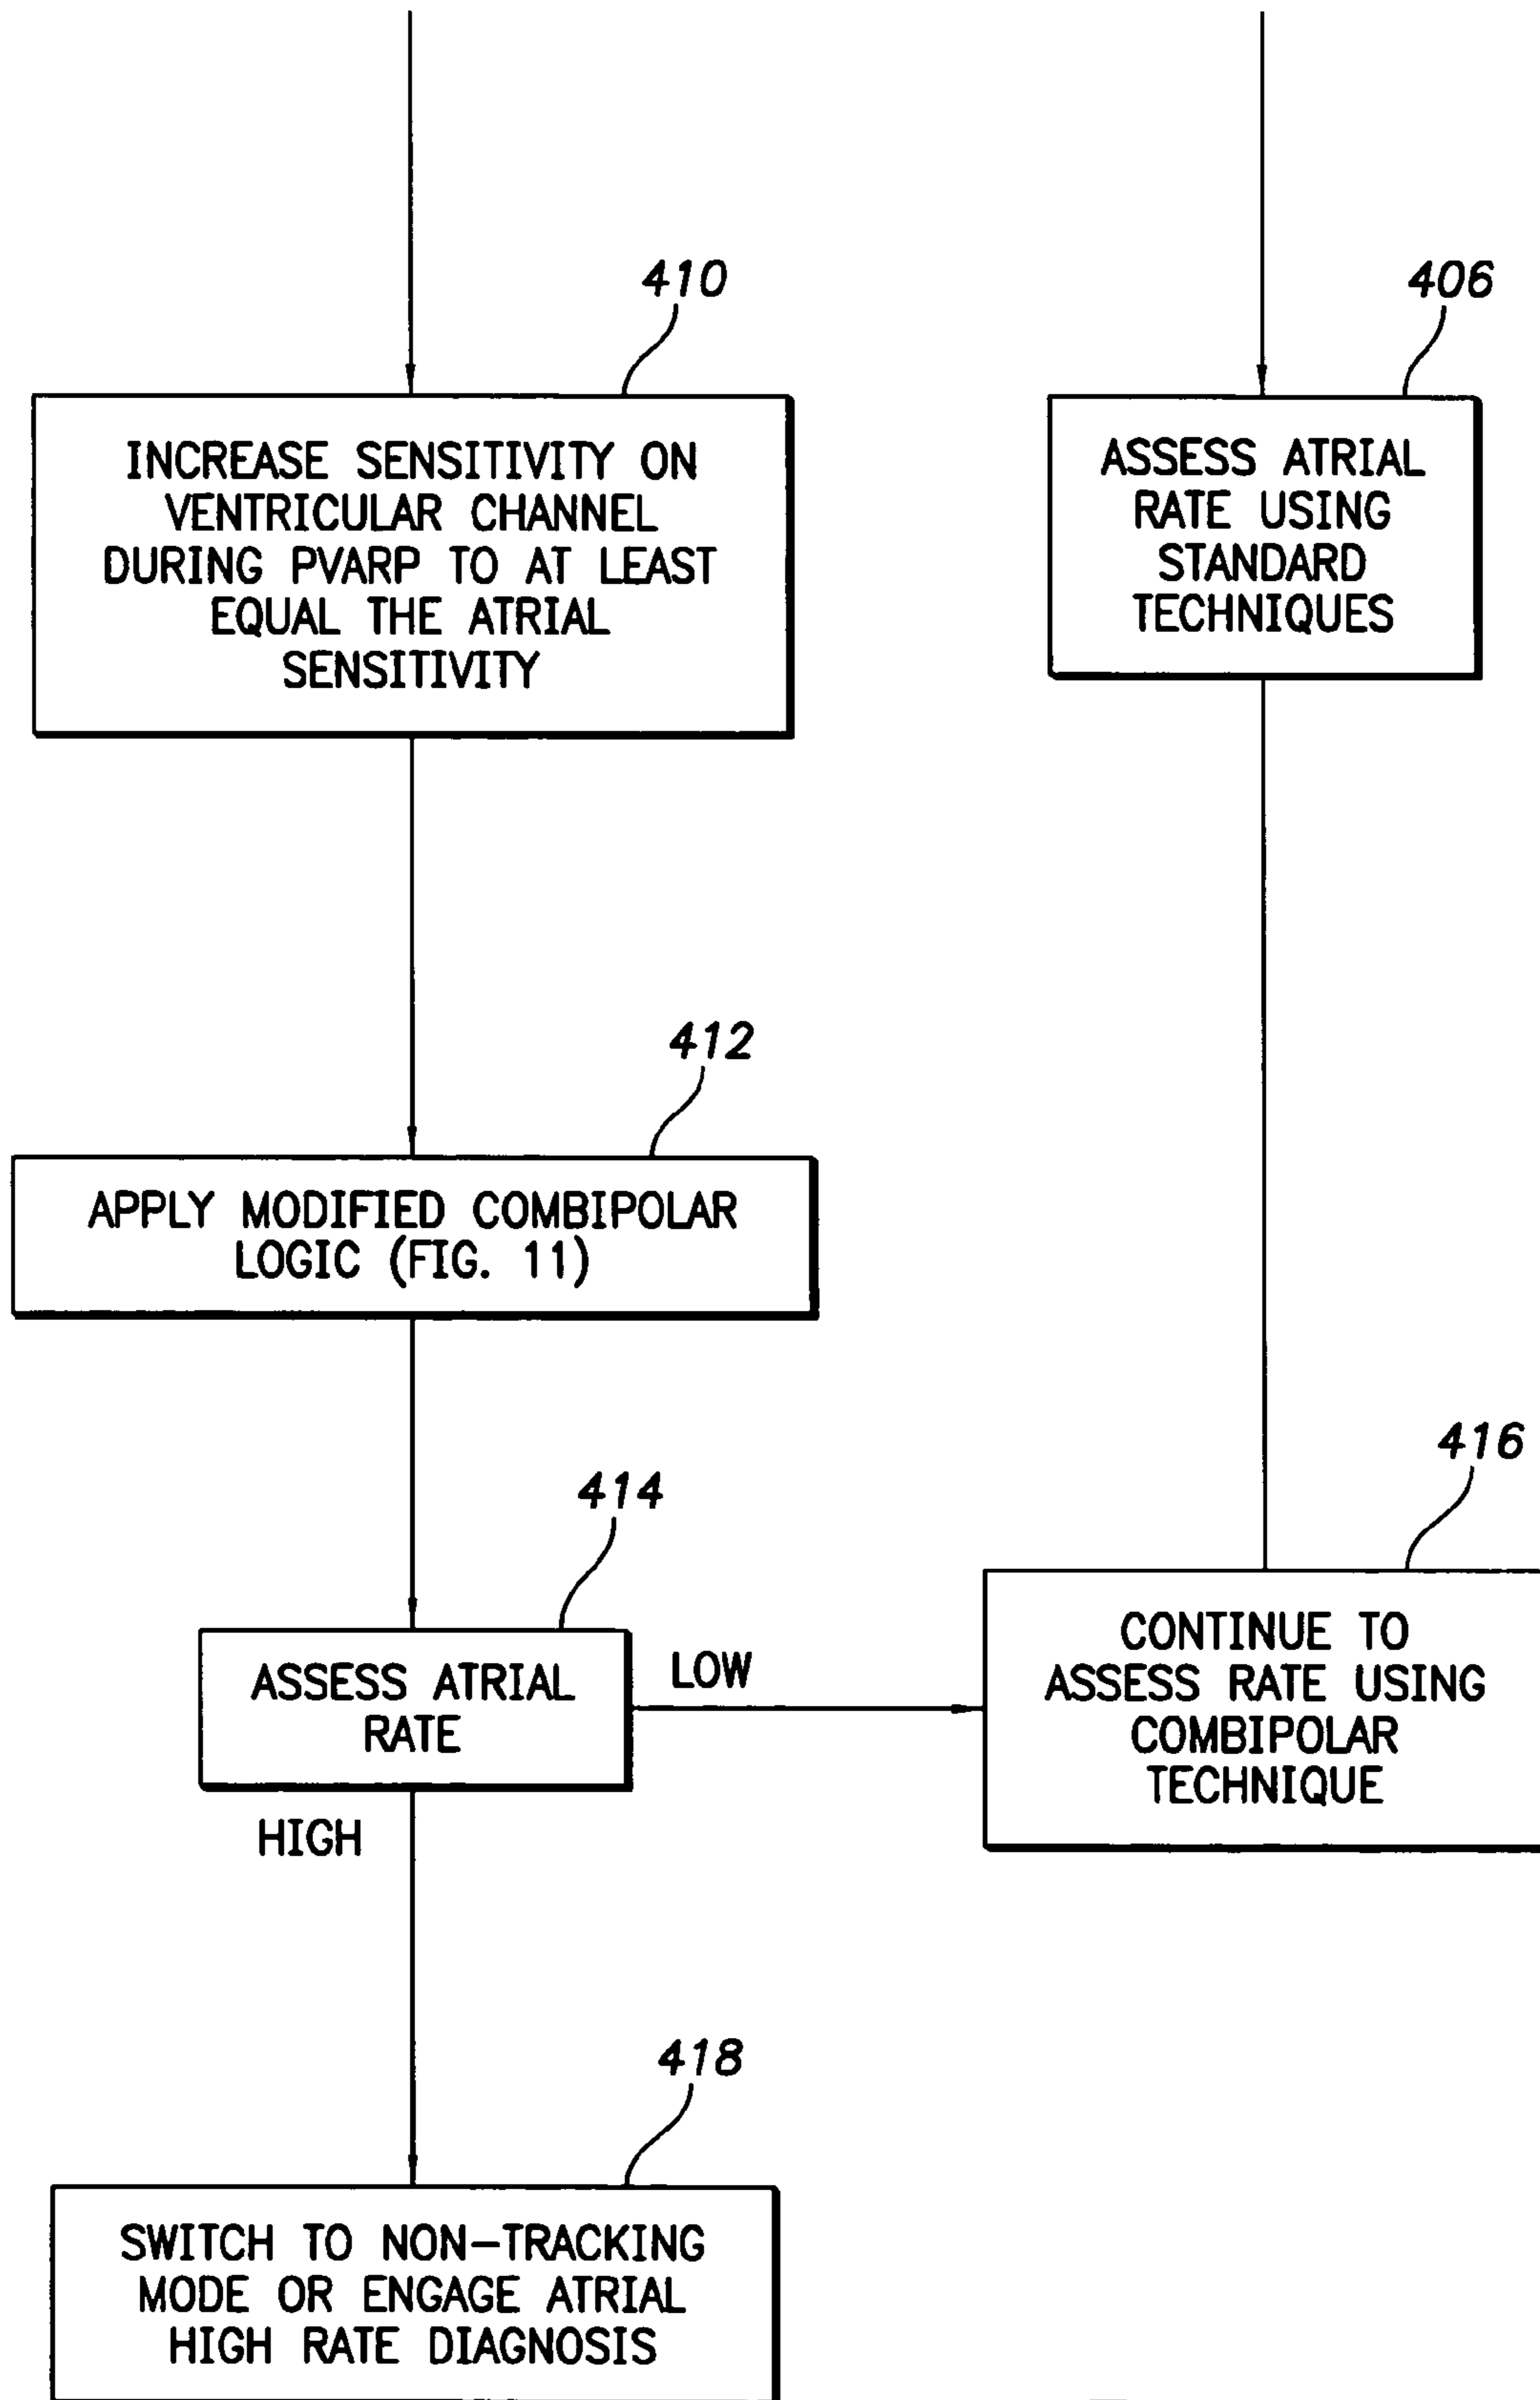 410
INCREASE SENSITIVITY ON
VENTRICULAR CHANNEL
DURING PVARP TO AT LEAST
EQUAL THE ATRIAL
SENSITIVITY
406
ASSESS ATRIAL
RATE USING
STANDARD
TECHNIQUES
412
APPLY MODIFIED COMBIPOLAR
LOGIC (FIG. 11)
414
ASSESS ATRIAL
RATE
LOW
HIGH
416
CONTINUE TO
ASSESS RATE USING
COMBIPOLAR
TECHNIQUE
418
SWITCH TO NON-TRACKING
MODE OR ENGAGE ATRIAL
HIGH RATE DIAGNOSIS